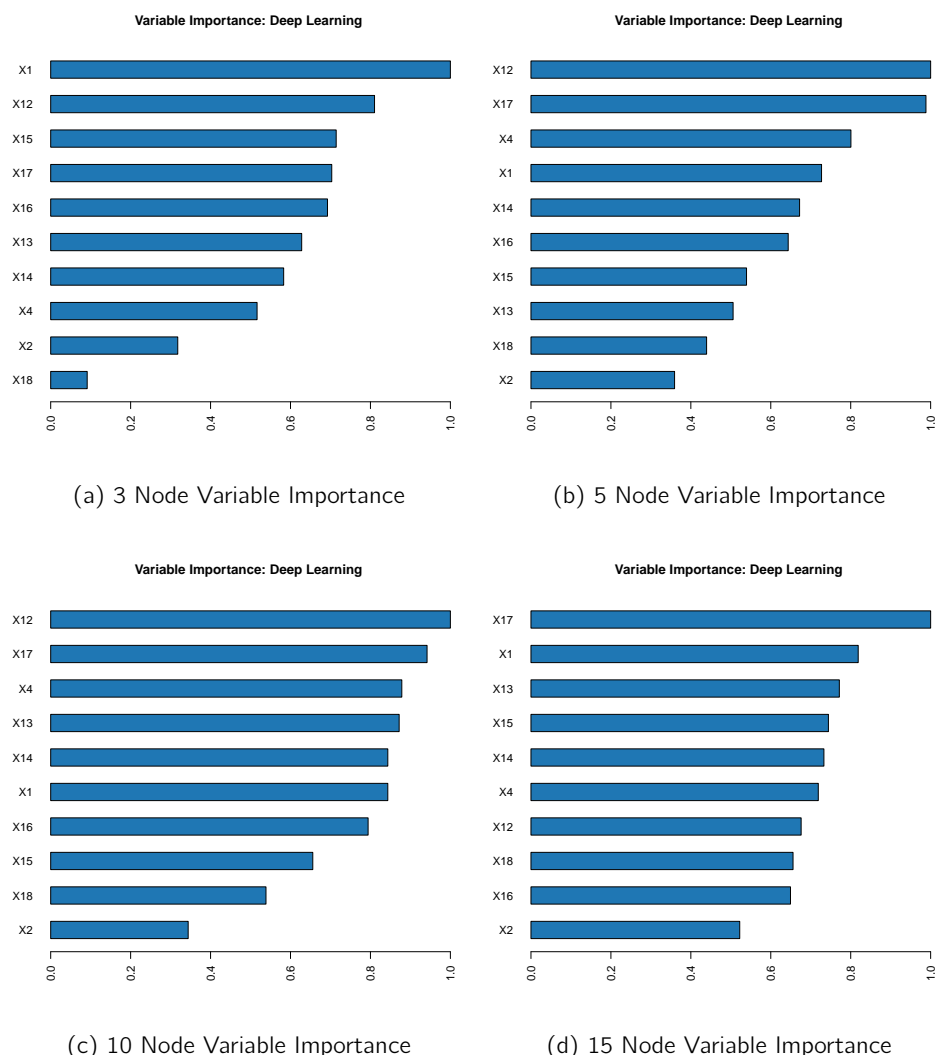 Variable Importance: Deep Learning
X1
X12
X15
X17
X16
X13
X14
X4
X2
X18
0.0 0.2 0.4 0.6 0.8 1.0
(a) 3 Node Variable Importance
Variable Importance: Deep Learning
X12
X17
X4
X1
X14
X16
X15
X13
X18
X2
0.0 0.2 0.4 0.6 0.8 1.0
(b) 5 Node Variable Importance
Variable Importance: Deep Learning
X12
X17
X4
X13
X14
X1
X16
X15
X18
X2
0.0 0.2 0.4 0.6 0.8 1.0
(c) 10 Node Variable Importance
Variable Importance: Deep Learning
X17
X1
X13
X15
X14
X4
X12
X18
X16
X2
0.0 0.2 0.4 0.6 0.8 1.0
(d) 15 Node Variable Importance